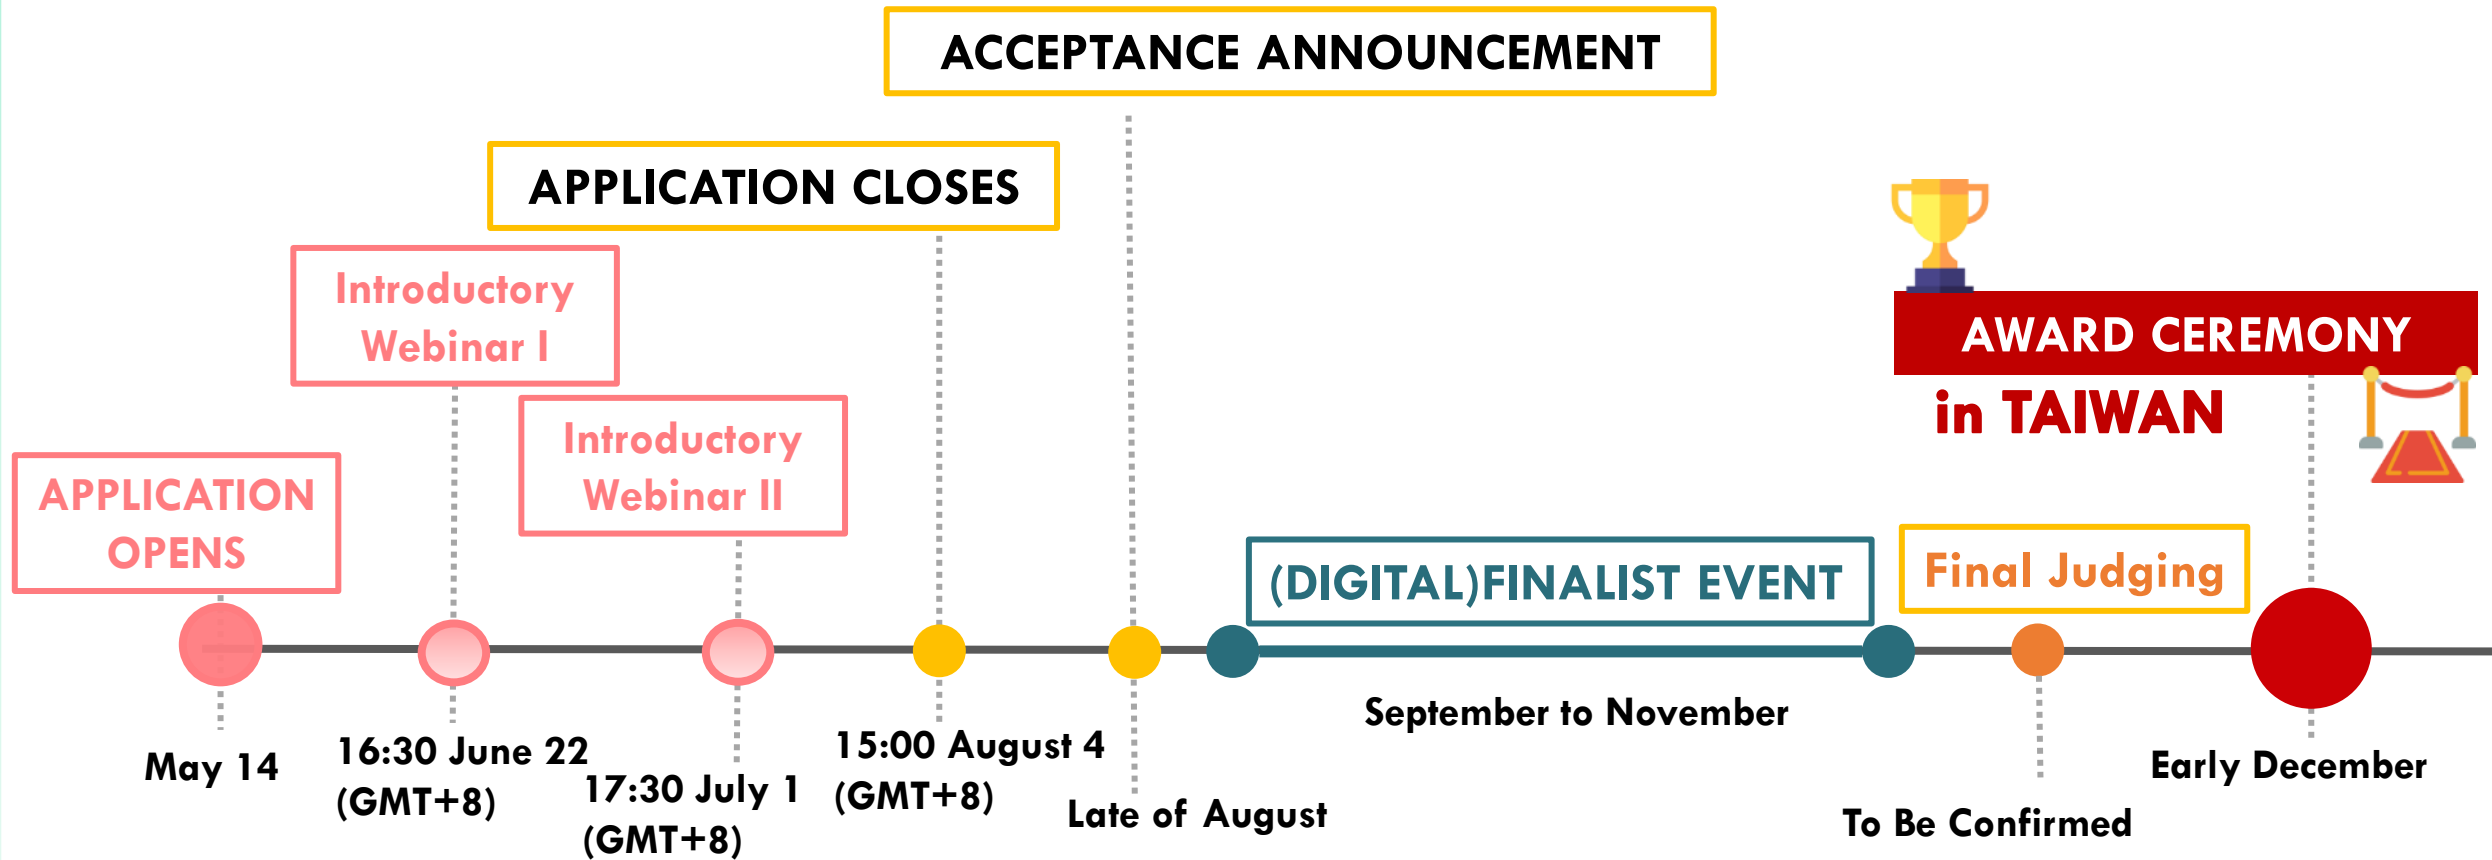 ACCEPTANCE ANNOUNCEMENT
APPLICATION CLOSES
Introductory
Webinar I
Introductory
Webinar II
APPLICATION
OPENS
AWARD CEREMONY
in TAIWAN
(DIGITAL)FINALIST EVENT
Final Judging
May 14
16:30 June 22
(GMT+8)
17:30 July 1
(GMT+8)
15:00 August 4
(GMT+8)
Late of August
September to November
To Be Confirmed
Early December